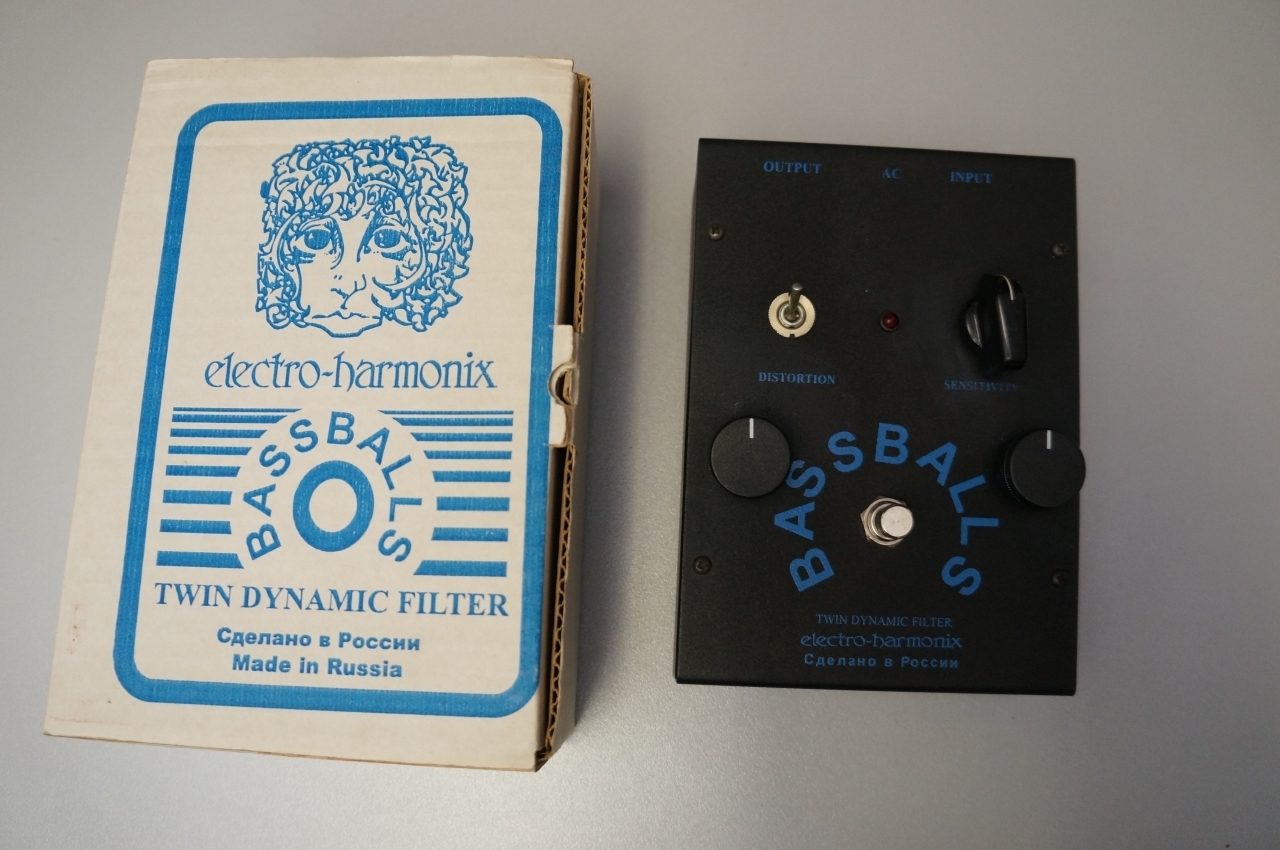 electro-harmonix
BASSBALLS
TWIN DYNAMIC FILTER
Сделано в России
Made in Russia
OUTPUT AC INPUT
DISTORTION SENSITIVITY
BASSBALLS
TWIN DYNAMIC FILTER
electro-harmonix
Сделано в России